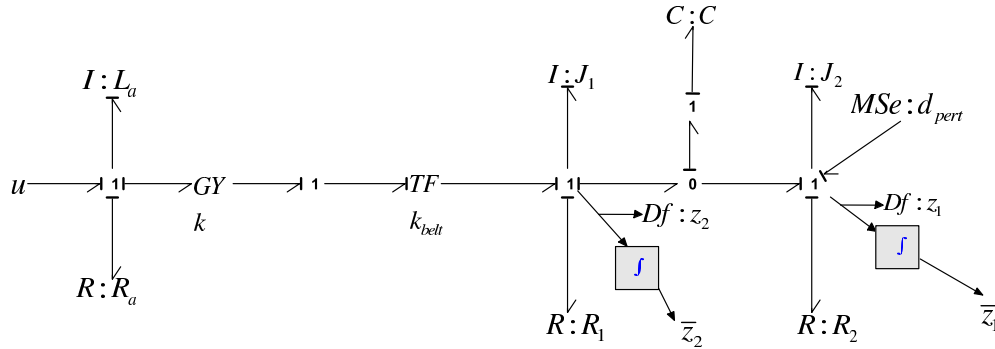 C : C
I : L_a
I : J_1
I : J_2
1
MSe : d_pert
u 1 GY 1 TF 1 0 1
k
k_belt
Df : z_2
Df : z_1
∫
∫
R : R_a
R : R_1
z̅_2
R : R_2
z̅_1